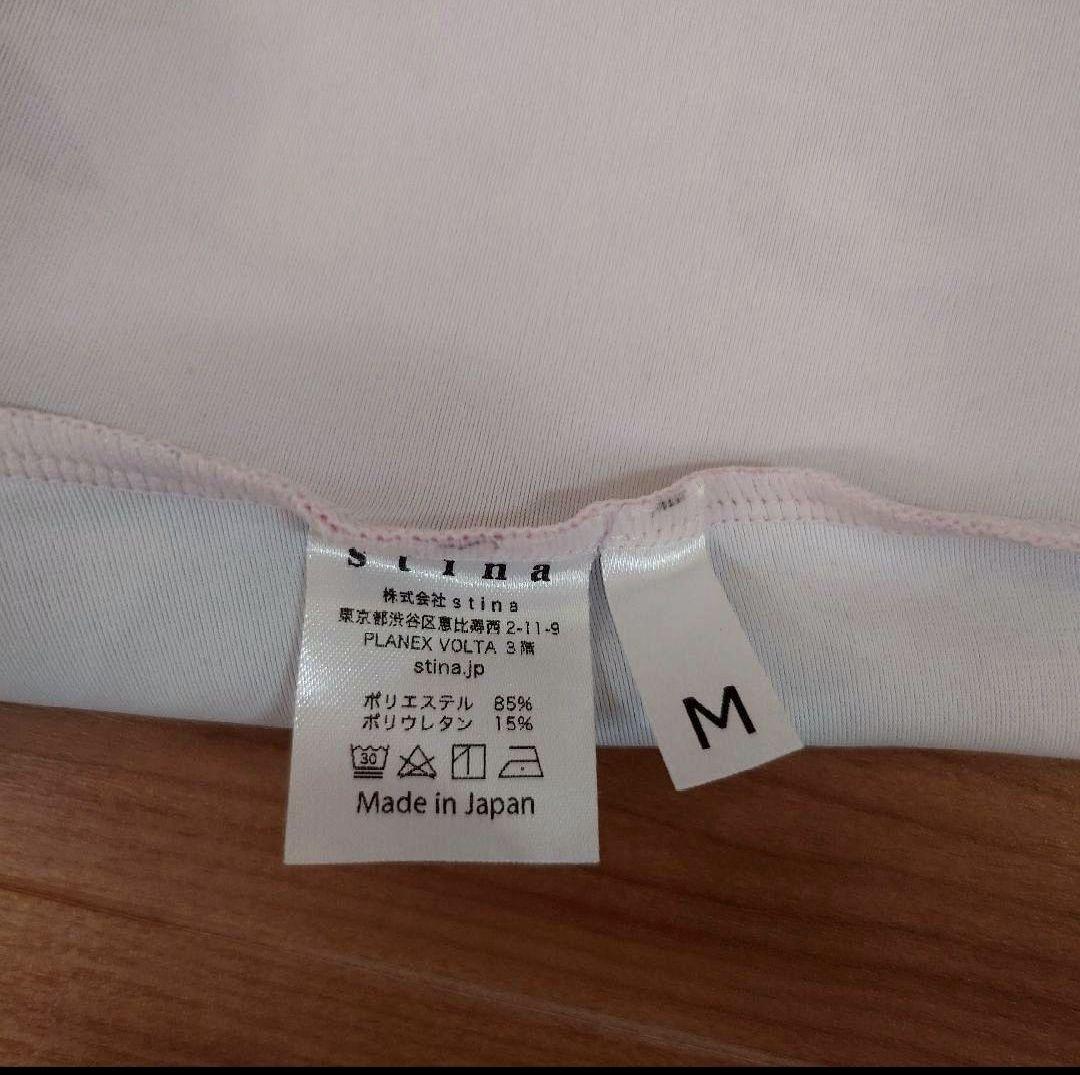 stina
株式会社stina
東京都渋谷区恵比寿西2-11-9
PLANEX VOLTA 3階
stina.jp
ポリエステル 85%
ポリウレタン 15%
30
Made in Japan
M